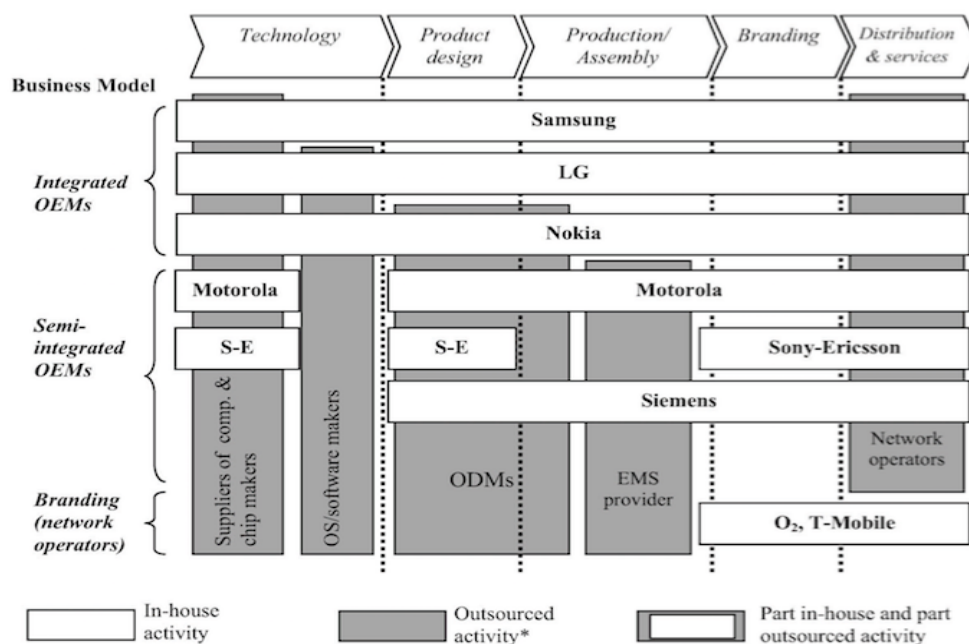 Technology
Product
design
Production/
Assembly
Branding
Distribution
& services
Business Model
Samsung
Integrated
OEMs
LG
Nokia
Motorola
Motorola
Semi-
integrated
OEMs
S-E
S-E
Sony-Ericsson
Siemens
Suppliers of comp. &
chip makers
OS/software makers
ODMs
EMS
provider
Network
operators
Branding
(network
operators)
O₂, T-Mobile
In-house
activity
Outsourced
activity*
Part in-house and part
outsourced activity